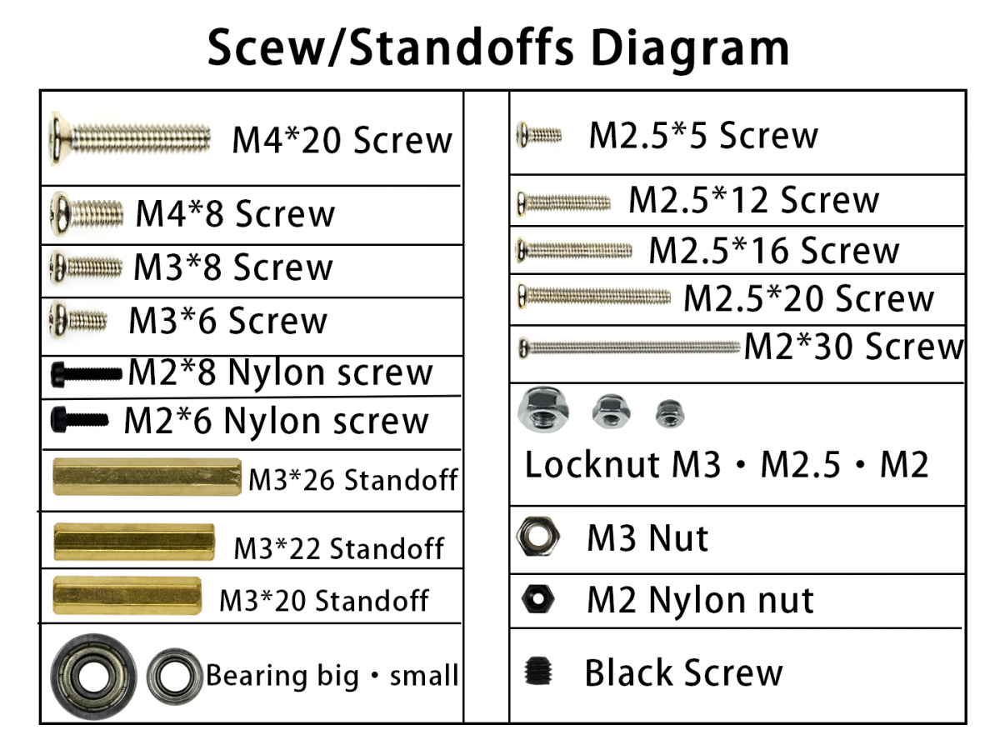 Scew/Standoffs Diagram
M4*20 Screw
M4*8 Screw
M3*8 Screw
M3*6 Screw
M2*8 Nylon screw
M2*6 Nylon screw
M3*26 Standoff
M3*22 Standoff
M3*20 Standoff
Bearing big・small
M2.5*5 Screw
M2.5*12 Screw
M2.5*16 Screw
M2.5*20 Screw
M2*30 Screw
Locknut M3・M2.5・M2
M3 Nut
M2 Nylon nut
Black Screw